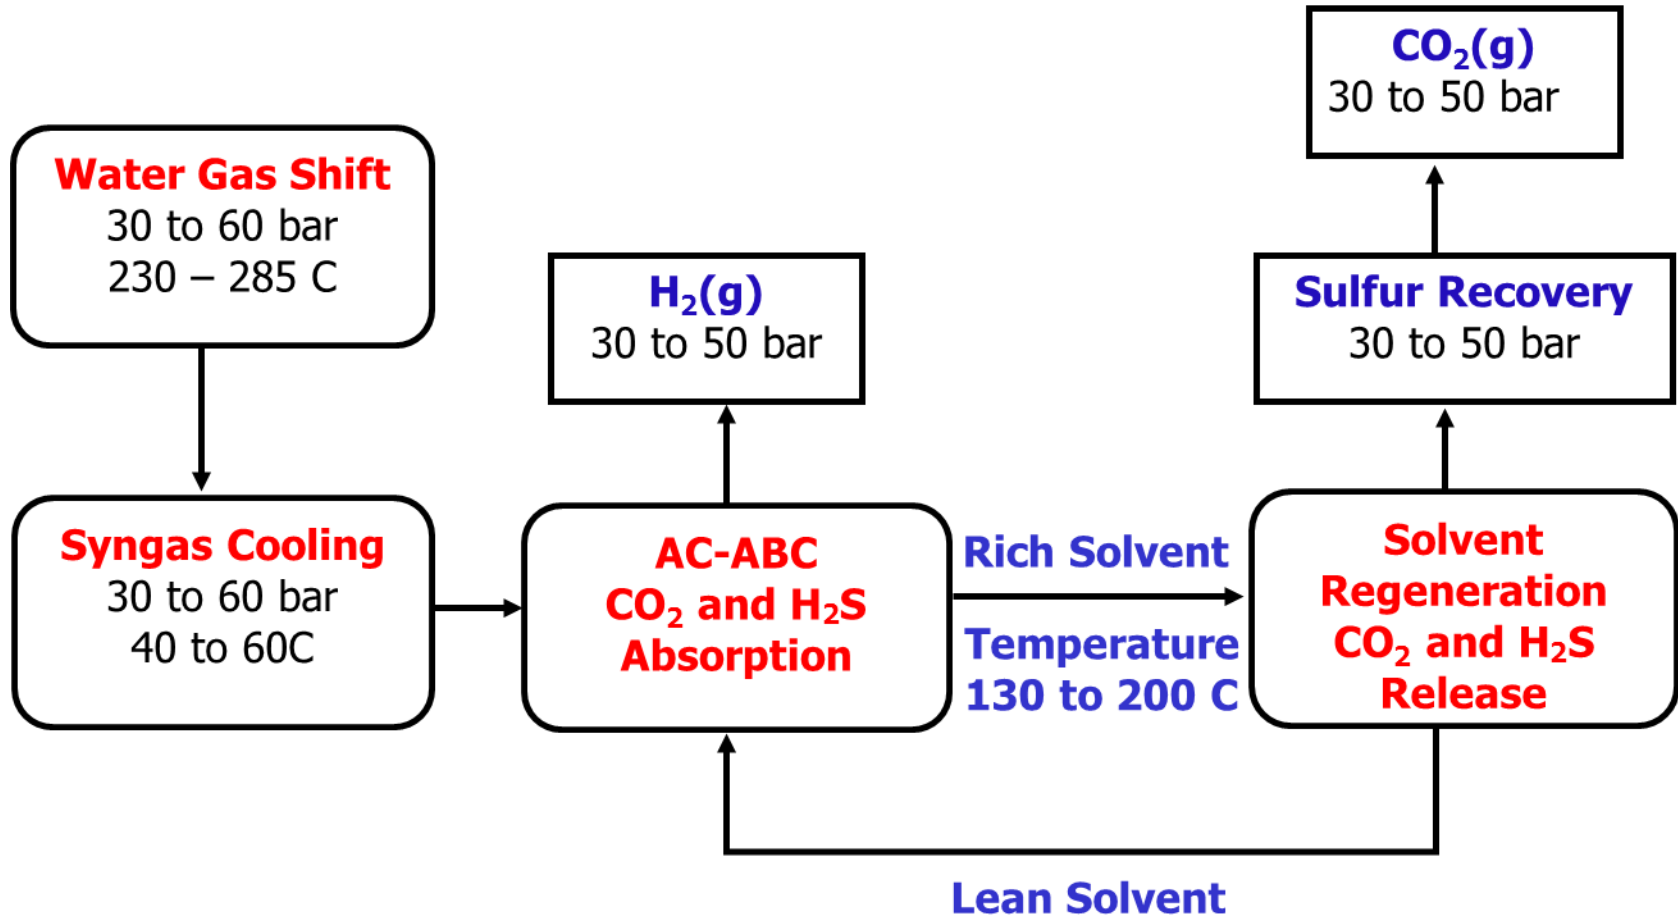 Water Gas Shift
30 to 60 bar
230 – 285 C
Syngas Cooling
30 to 60 bar
40 to 60C
H₂(g)
30 to 50 bar
AC-ABC
CO₂ and H₂S
Absorption
Rich Solvent
Temperature
130 to 200 C
CO₂(g)
30 to 50 bar
Sulfur Recovery
30 to 50 bar
Solvent
Regeneration
CO₂ and H₂S
Release
Lean Solvent